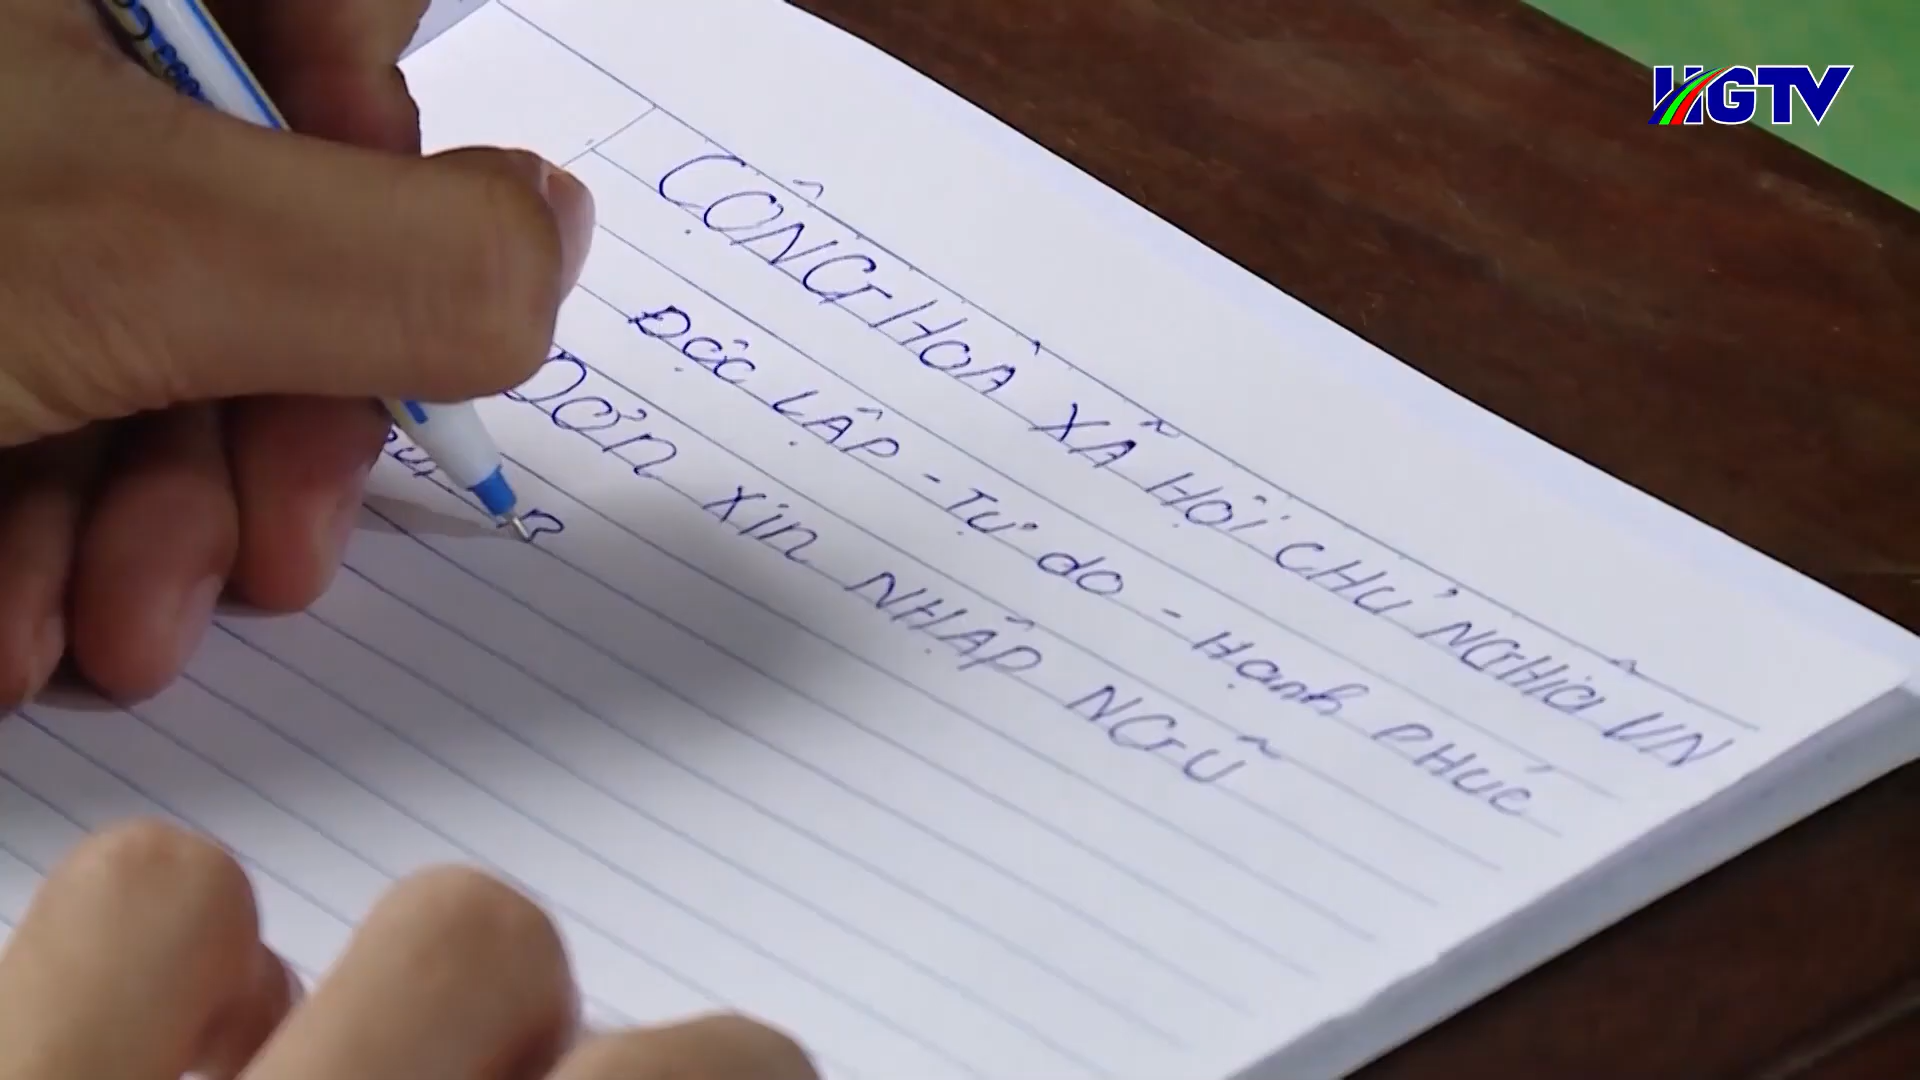 HGTV
CỘNG HOÀ XÃ HỘI CHỦ NGHĨA VN
ĐỘC LẬP - Tự do - Hạnh PHÚC
ĐƠN XIN NHẬP NGŨ